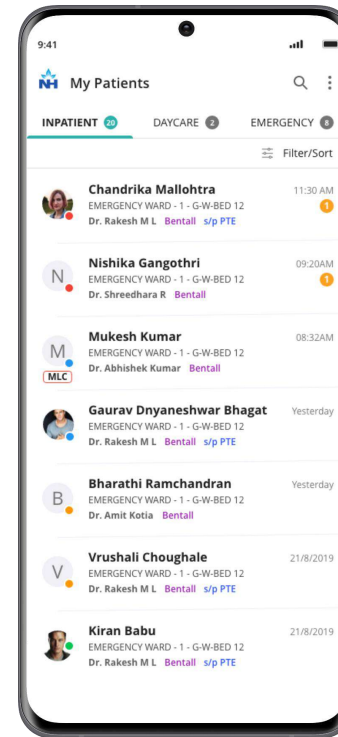 9:41
NH My Patients
INPATIENT 20 DAYCARE 2 EMERGENCY 8
Filter/Sort
Chandrika Mallohtra 11:30 AM
EMERGENCY WARD - 1 - G-W-BED 12 1
Dr. Rakesh M L Bentall s/p PTE
N Nishika Gangothri 09:20AM
EMERGENCY WARD - 1 - G-W-BED 12 1
Dr. Shreedhara R Bentall
M Mukesh Kumar 08:32AM
EMERGENCY WARD - 1 - G-W-BED 12
MLC Dr. Abhishek Kumar Bentall
Gaurav Dnyaneshwar Bhagat Yesterday
EMERGENCY WARD - 1 - G-W-BED 12
Dr. Rakesh M L Bentall s/p PTE
B Bharathi Ramchandran Yesterday
EMERGENCY WARD - 1 - G-W-BED 12
Dr. Amit Kotia Bentall
V Vrushali Choughale 21/8/2019
EMERGENCY WARD - 1 - G-W-BED 12
Dr. Rakesh M L Bentall s/p PTE
Kiran Babu 21/8/2019
EMERGENCY WARD - 1 - G-W-BED 12
Dr. Rakesh M L Bentall s/p PTE